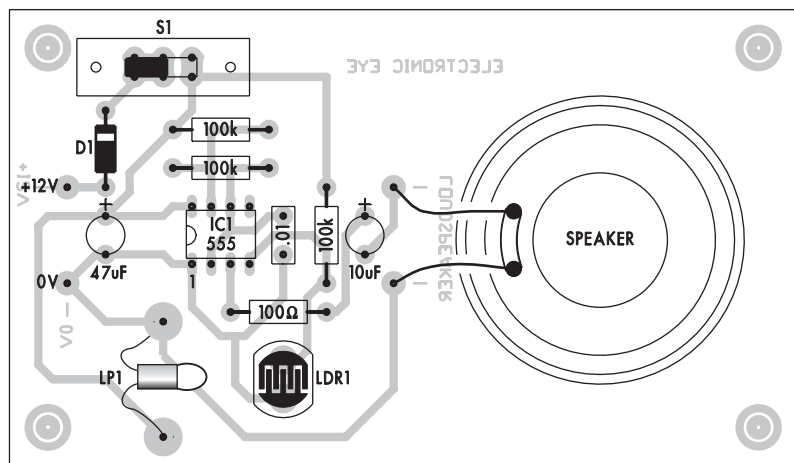 S1
ELECTRONIC EYE
100k
D1
100k
+12V
+12V
+
+
IC1
555
.01
100k
LOUDSPEAKER
SPEAKER
47uF
1
10uF
0V
0V
100Ω
LP1
LDR1